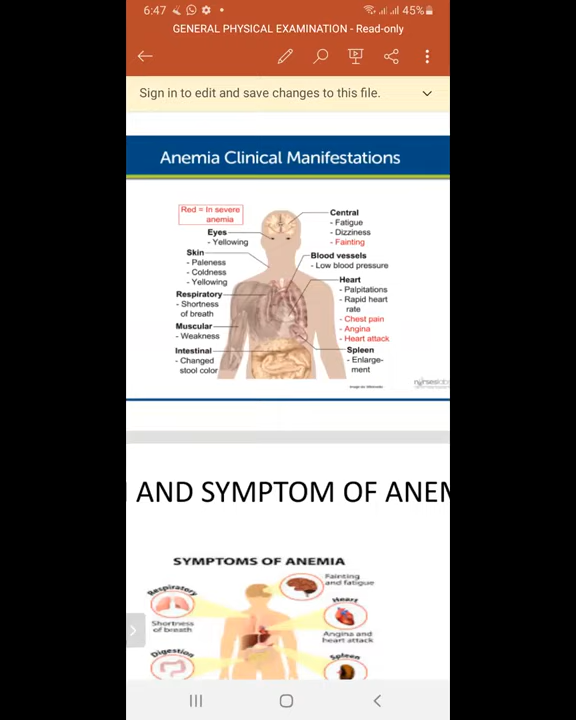 6:47 45%
GENERAL PHYSICAL EXAMINATION - Read-only
Sign in to edit and save changes to this file.
Anemia Clinical Manifestations
Red = In severe
anemia
Eyes
- Yellowing
Skin
- Paleness
- Coldness
- Yellowing
Respiratory
- Shortness
of breath
Muscular
- Weakness
Intestinal
- Changed
stool color
Central
- Fatigue
- Dizziness
- Fainting
Blood vessels
- Low blood pressure
Heart
- Palpitations
- Rapid heart
rate
- Chest pain
- Angina
- Heart attack
Spleen
- Enlarge-
ment
AND SYMPTOM OF ANEM
SYMPTOMS OF ANEMIA
Respiratory
Shortness
of breath
Digestion
Fainting
and fatigue
Heart
Angina and
heart attack
Spleen